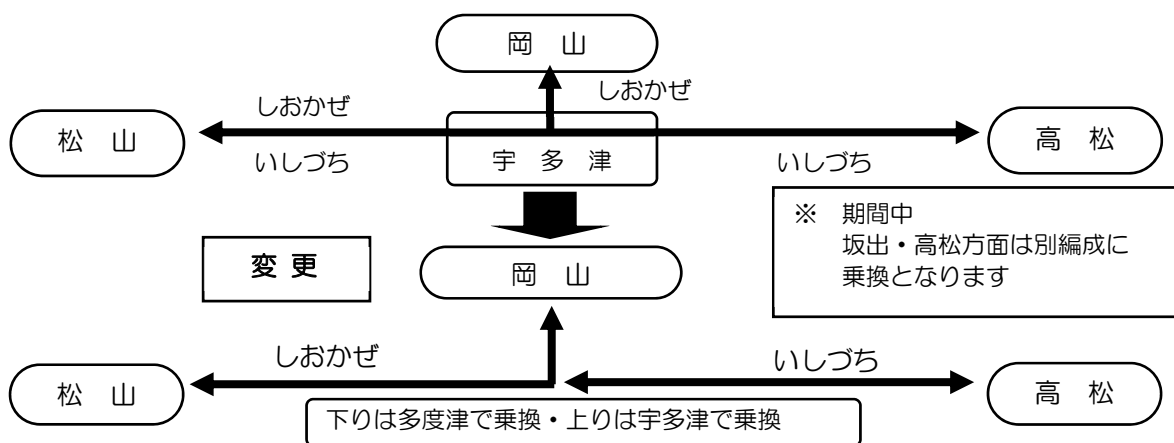 岡 山
しおかぜ
しおかぜ
松 山
高 松
宇 多 津
いしづち
いしづち
※ 期間中
坂出・高松方面は別編成に
乗換となります
変 更
岡 山
しおかぜ
いしづち
松 山
高 松
下りは多度津で乗換・上りは宇多津で乗換